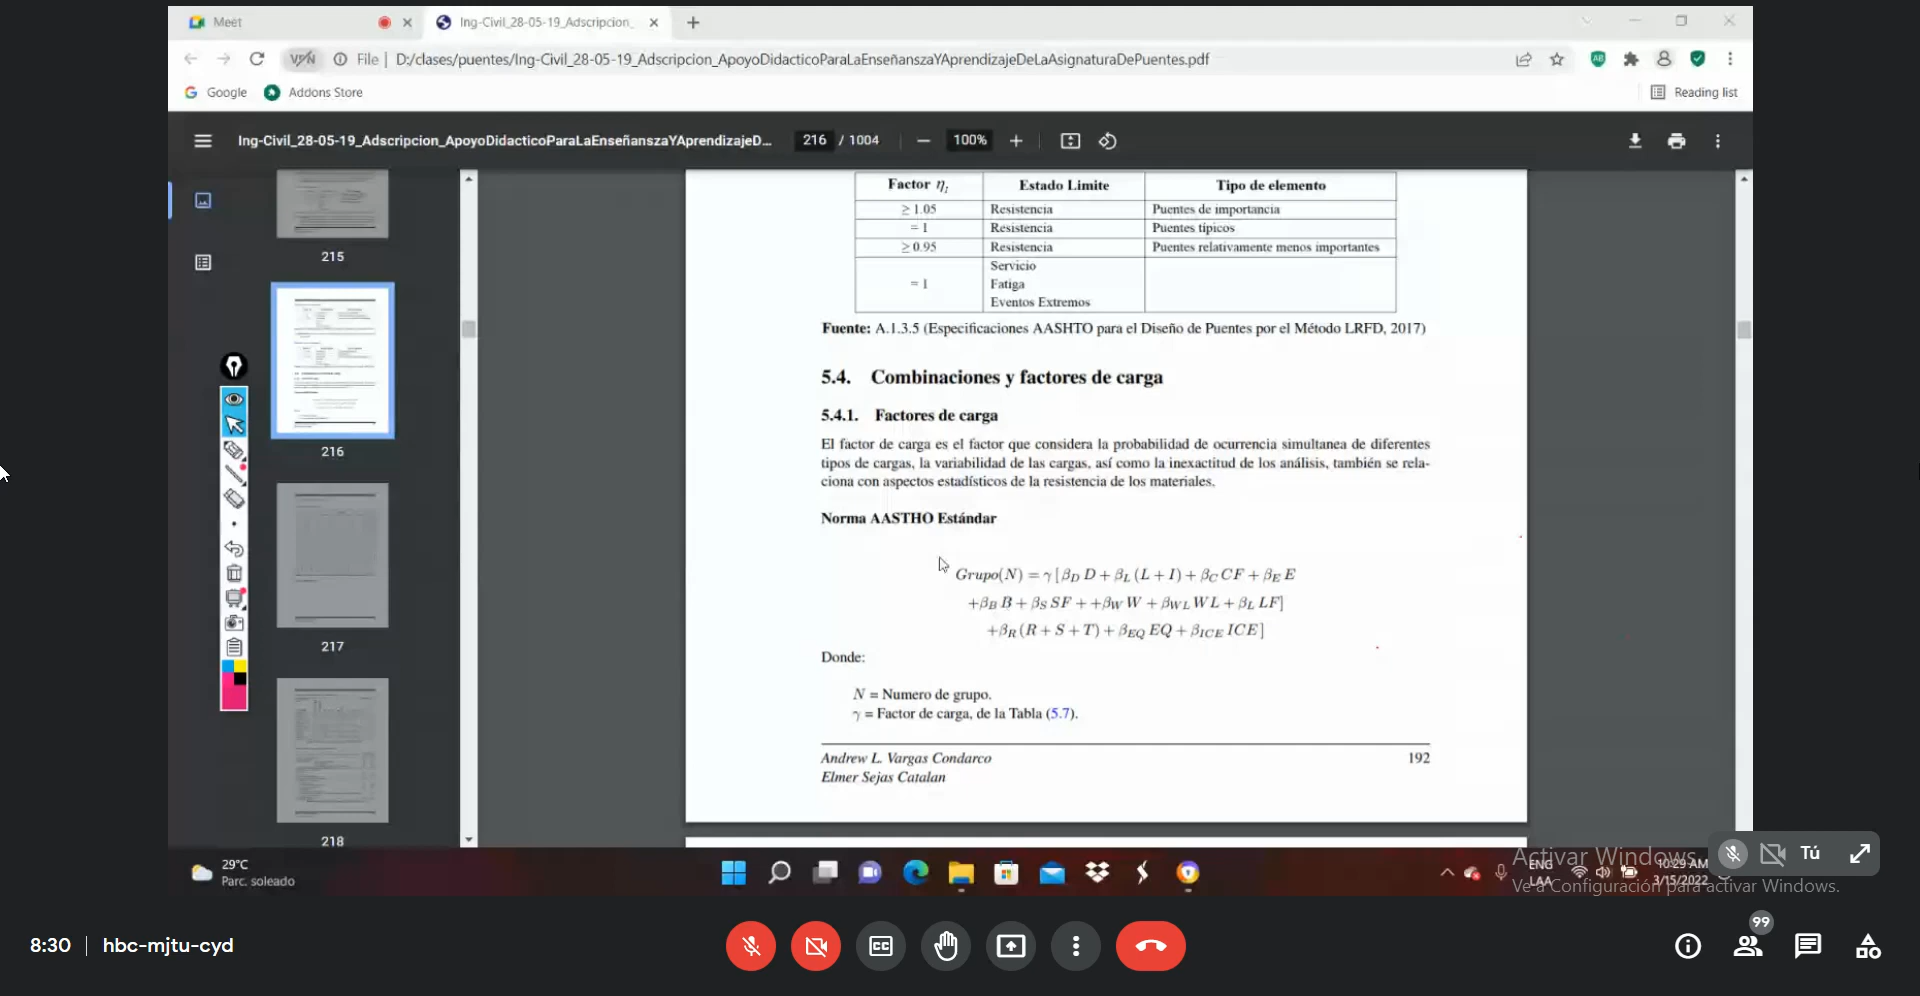 Meet
Ing-Civil_28-05-19_Adscripcion_
VPN
File | D:/clases/puentes/Ing-Civil_28-05-19_Adscripcion_ApoyoDidacticoParaLaEnseñanszaYAprendizajeDeLaAsignaturaDePuentes.pdf
Google
Addons Store
Reading list
Ing-Civil_28-05-19_Adscripcion_ApoyoDidacticoParaLaEnseñanszaYAprendizajeD...
216 / 1004
100%
215
216
217
218
Factor ηᵢ Estado Limite Tipo de elemento
≥ 1.05 Resistencia Puentes de importancia
= 1 Resistencia Puentes tipicos
≥ 0.95 Resistencia Puentes relativamente menos importantes
Servicio
= 1 Fatiga
Eventos Extremos
Fuente: A.1.3.5 (Especificaciones AASHTO para el Diseño de Puentes por el Método LRFD, 2017)
5.4. Combinaciones y factores de carga
5.4.1. Factores de carga
El factor de carga es el factor que considera la probabilidad de ocurrencia simultanea de diferentes
tipos de cargas, la variabilidad de las cargas, así como la inexactitud de los análisis, también se rela-
ciona con aspectos estadísticos de la resistencia de los materiales.
Norma AASTHO Estándar
Grupo(N) = γ [β_D D + β_L (L + I) + β_C CF + β_E E
+β_B B + β_S SF + +β_W W + β_WL WL + β_L LF]
+β_R (R + S + T) + β_EQ EQ + β_ICE ICE]
Donde:
N = Numero de grupo.
γ = Factor de carga, de la Tabla (5.7).
Andrew L. Vargas Condarco 192
Elmer Sejas Catalan
29°C
Parc. soleado
ENG
LAA
10:29 AM
3/15/2022
Activar Windows
Ve a Configuración para activar Windows.
Tú
8:30 | hbc-mjtu-cyd
CC
99